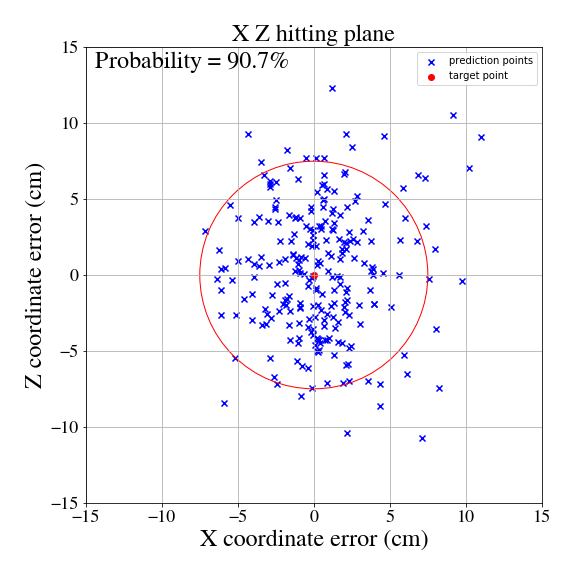 X Z hitting plane
Probability = 90.7%
prediction points
target point
15
10
5
0
−5
−10
−15
Z coordinate error (cm)
−15 −10 −5 0 5 10 15
X coordinate error (cm)